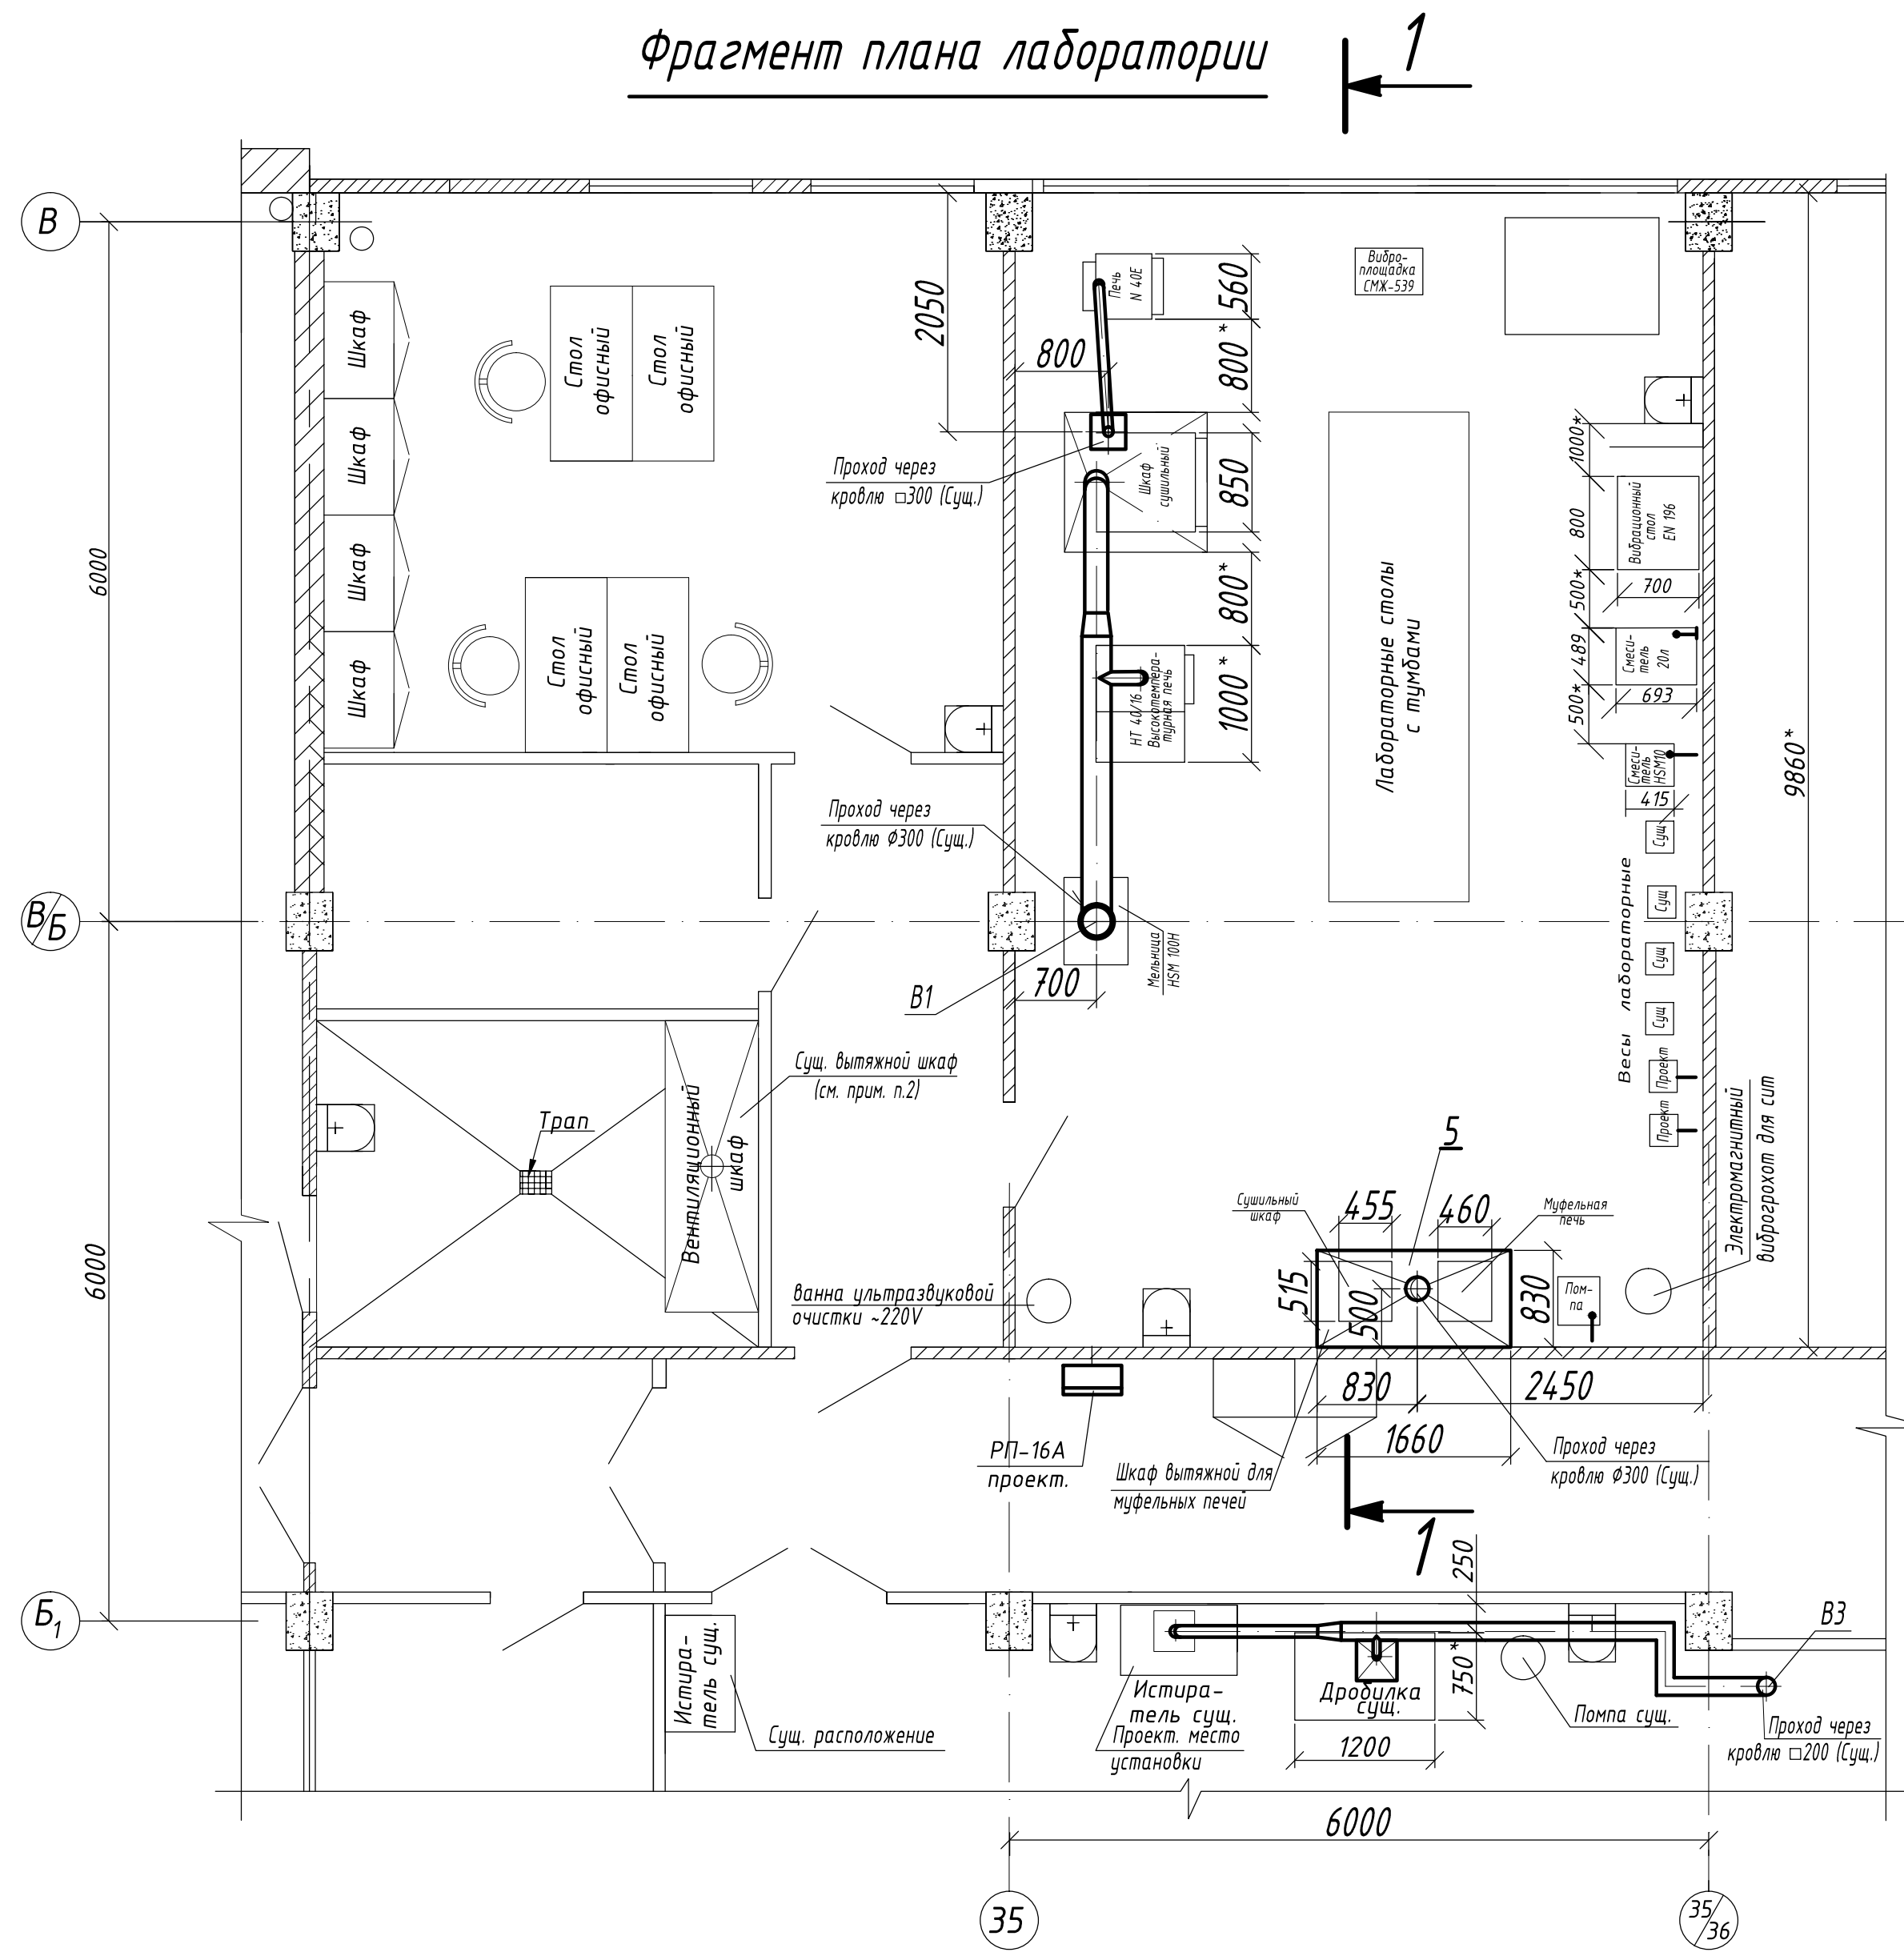 Фрагмент плана лаборатории
1
В
6000
В/Б
6000
Б1
Шкаф
Шкаф
Шкаф
Шкаф
Стол
офисный
Стол
офисный
Стол
офисный
Стол
офисный
2050
800
Печь
N 40E
560
800*
850
800*
1000*
Вибро-
площадка
СМЖ-539
Проход через
кровлю □300 (Сущ.)
Шкаф
сушильный
НТ 40/16
Высокотемпера-
турная печь
Лабораторные столы
с тумбами
1000*
800
500*
489
500*
Вибрационный
стол
EN 196
700
Смеси-
тель
20л
693
Смеси-
тель
HSM10
415
9860*
Сущ
Сущ
Сущ
Сущ
Проект
Проект
Весы лабораторные
Проход через
кровлю Ф300 (Сущ.)
Мельница
HSM 100H
700
В1
Сущ. вытяжной шкаф
(см. прим. п.2)
Вентиляционный
шкаф
Трап
5
Сушильный
шкаф
455
460
Муфельная
печь
515
500
830
Пом-
па
Электромагнитный
виброгрохот для сит
ванна ультразвуковой
очистки ~220V
830
2450
1660
РП-16А
проект.
Шкаф вытяжной для
муфельных печей
Проход через
кровлю Ф300 (Сущ.)
1
250
750*
В3
Истира-
тель сущ.
Сущ. расположение
Истира-
тель сущ.
Проект. место
установки
Дробилка
сущ.
1200
Помпа сущ.
Проход через
кровлю □200 (Сущ.)
6000
35
35/36